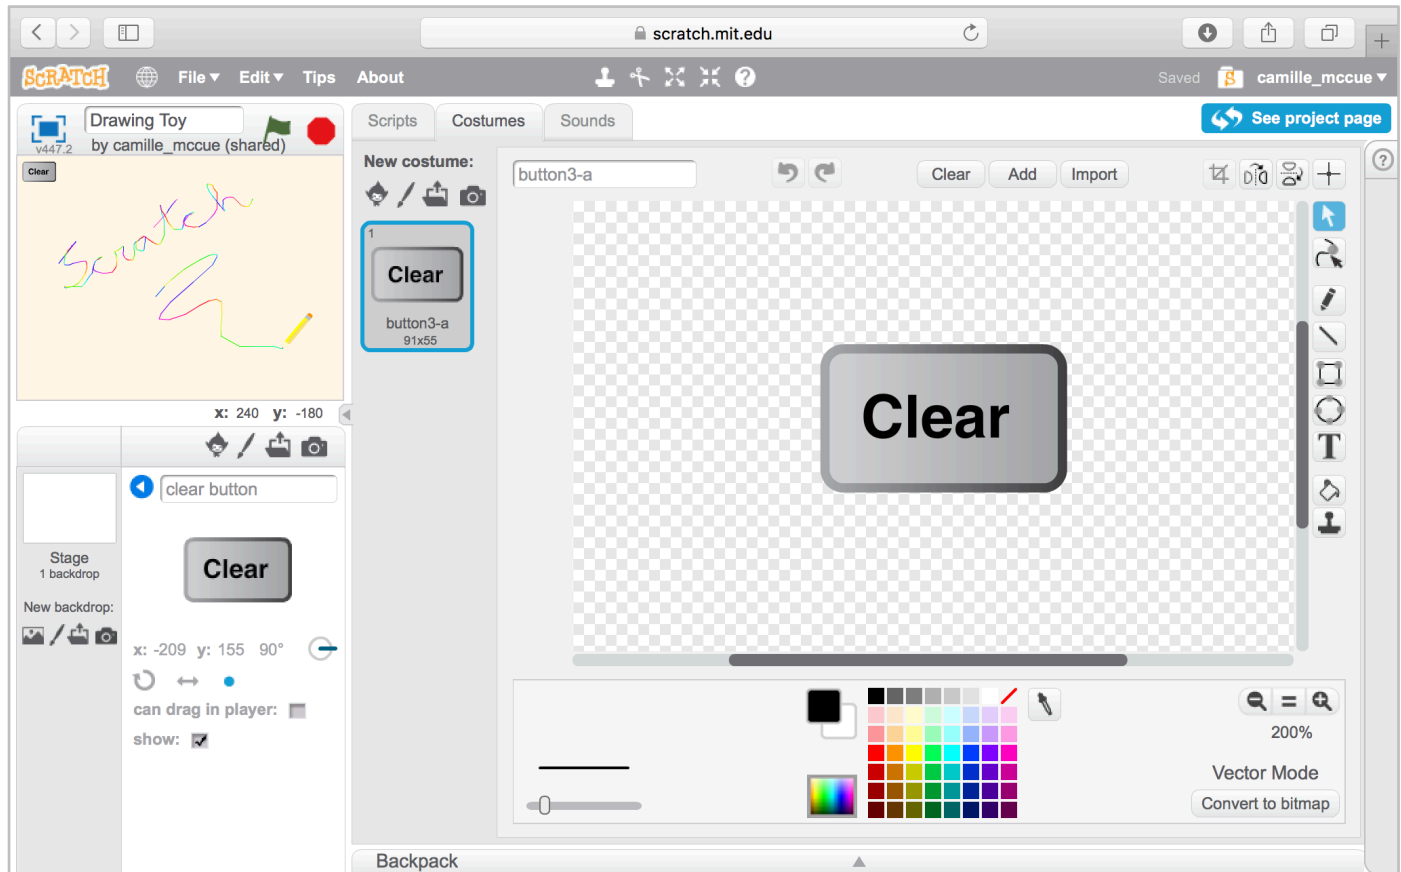 scratch.mit.edu
SCRATCH File Edit Tips About Saved S camille_mccue
Drawing Toy
v447.2 by camille_mccue (shared)
Clear
Scratch
x: 240 y: -180
clear button
Clear
Stage
1 backdrop
New backdrop:
x: -209 y: 155 90°
can drag in player:
show:
Scripts Costumes Sounds See project page
New costume:
1
Clear
button3-a
91x55
button3-a Clear Add Import
Clear
T
200%
Vector Mode
Convert to bitmap
Backpack